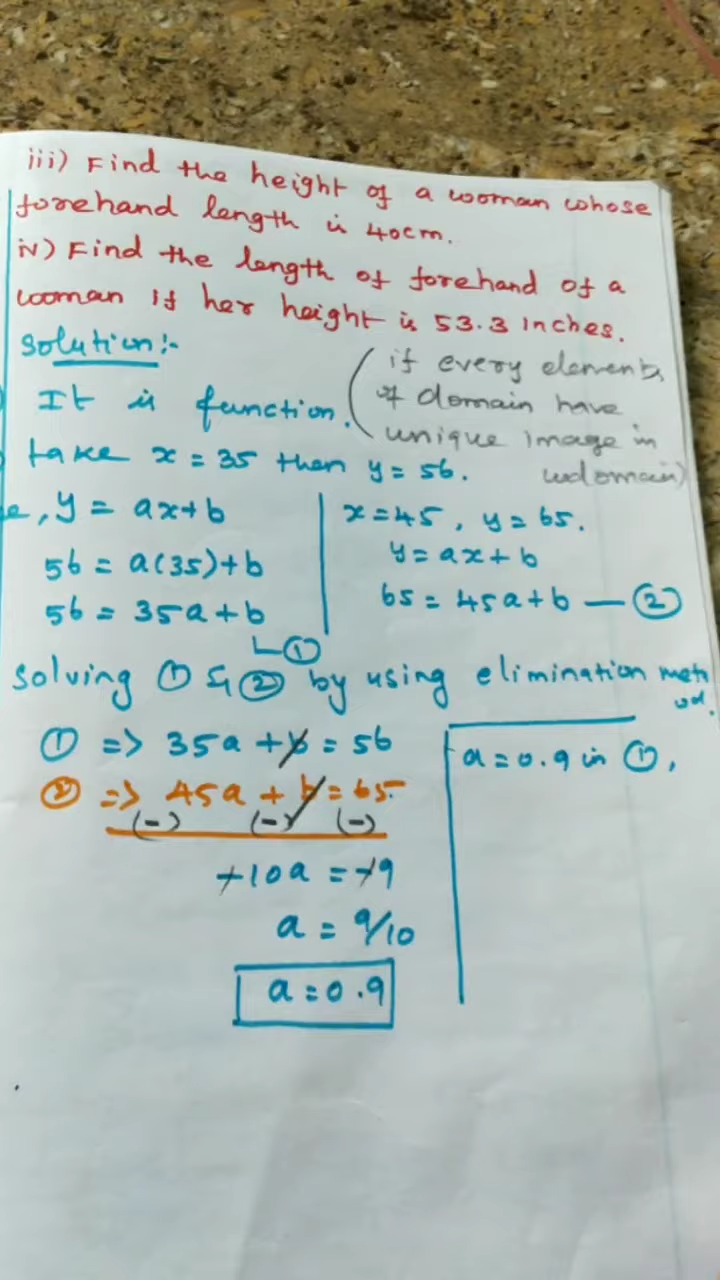 iii) Find the height of a woman whose
forehand length is 40cm.
iv) Find the length of forehand of a
woman if her height is 53.3 inches.
Solution:-
It is function. (if every elements
of domain have
unique image in
codomain)
take x = 35 then y = 56.
y = ax+b
56 = a(35)+b
56 = 35a+b
①
x=45, y=65.
y=ax+b
65=45a+b — ②
solving ① & ② by using elimination method.
① => 35a + b = 56
② => 45a + b = 65
(-) (-) (-)
-10a = -9
a = 9/10
a = 0.9
a = 0.9 in ①,